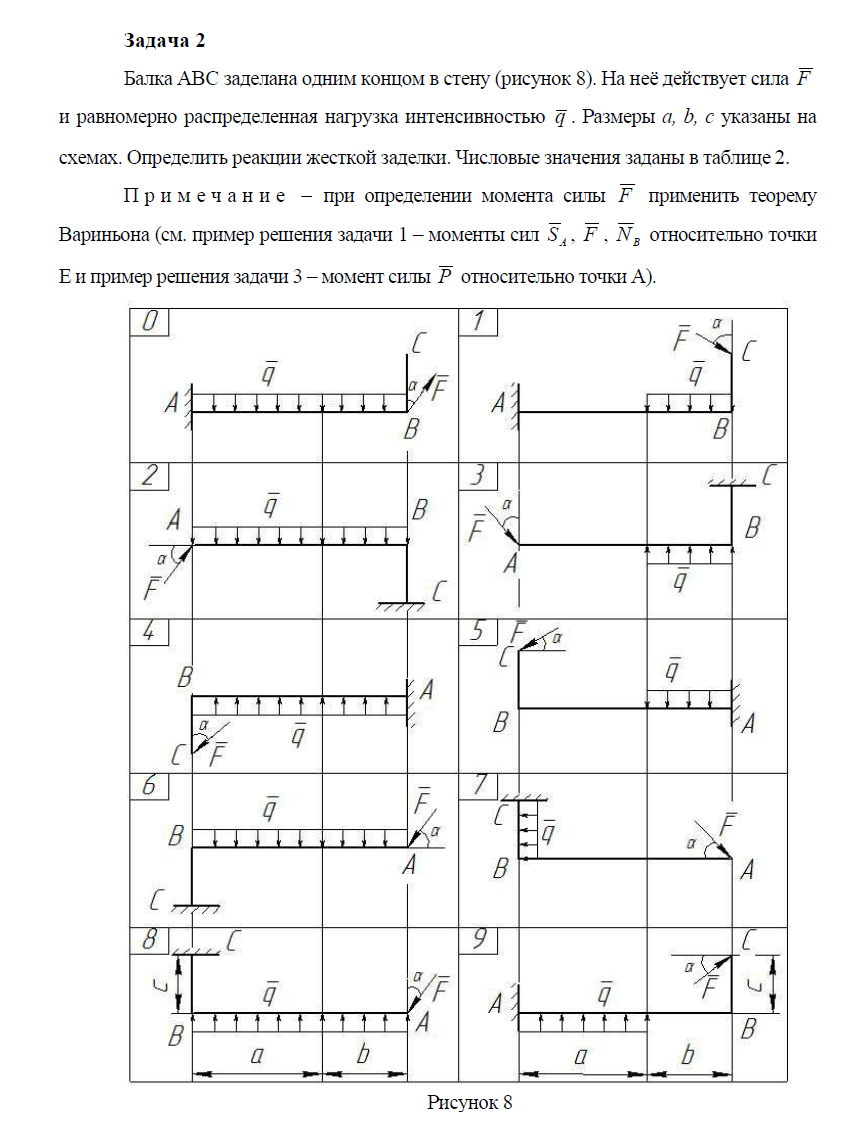 Задача 2
Балка АВС заделана одним концом в стену (рисунок 8). На неё действует сила F̅
и равномерно распределенная нагрузка интенсивностью q̅ . Размеры a, b, c указаны на
схемах. Определить реакции жесткой заделки. Числовые значения заданы в таблице 2.
П р и м е ч а н и е – при определении момента силы F̅ применить теорему
Вариньона (см. пример решения задачи 1 – моменты сил S̅A , F̅ , N̅B относительно точки
Е и пример решения задачи 3 – момент силы P̅ относительно точки А).
0
A
q̅
C
α
F̅
B
1
A
q̅
F̅
α
C
B
2
A
q̅
B
α
F̅
C
3
F̅
α
A
q̅
C
B
4
B
A
α
C
F̅
q̅
5
F̅
α
C
B
q̅
A
6
B
q̅
F̅
α
A
C
7
C
q̅
B
α
F̅
A
8
C
c
q̅
B
α
F̅
A
a
b
9
A
q̅
C
α
F̅
c
B
a
b
Рисунок 8